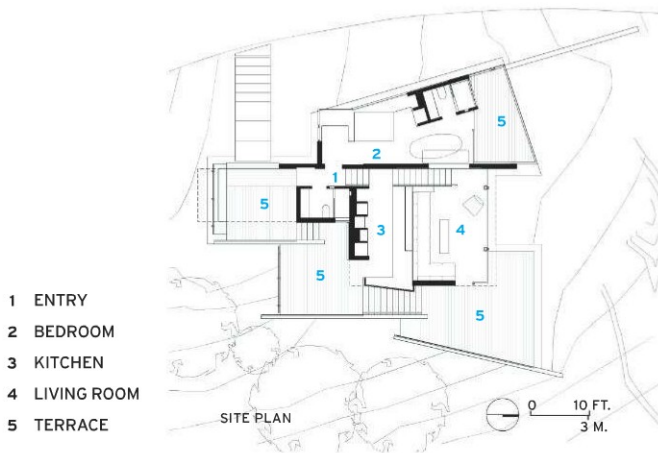 5
2
1
5
3
4
5
5
1 ENTRY
2 BEDROOM
3 KITCHEN
4 LIVING ROOM
5 TERRACE
SITE PLAN
0 10 FT.
3 M.